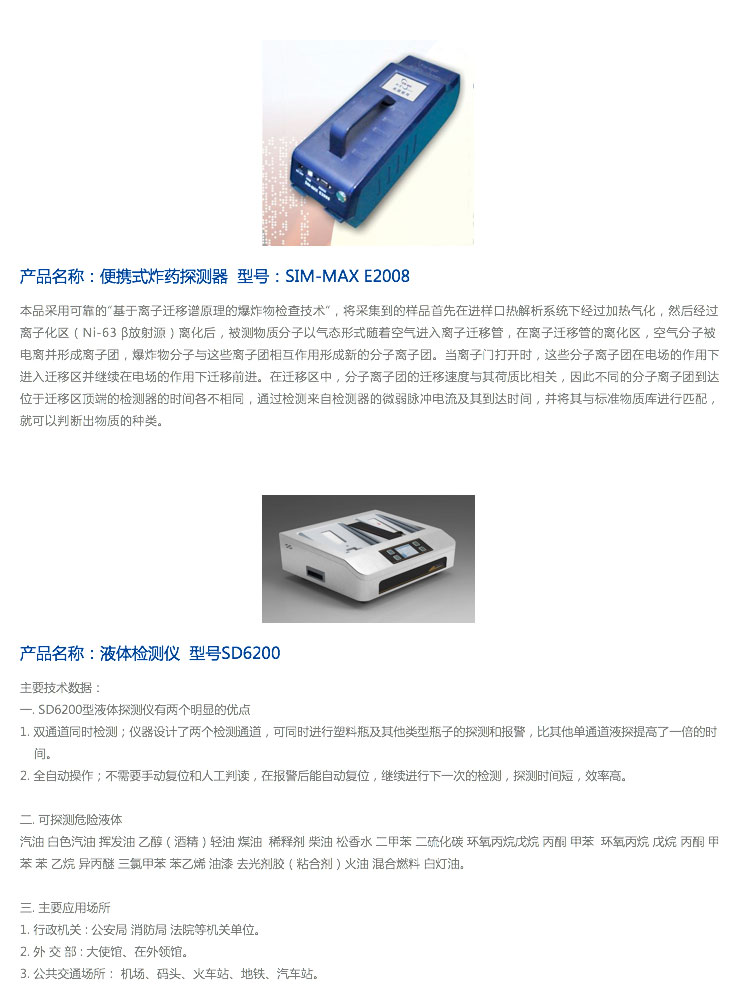 产品名称：便携式炸药探测器 型号：SIM-MAX E2008
本品采用可靠的“基于离子迁移谱原理的爆炸物检查技术”，将采集到的样品首先在进样口热解析系统下经过加热气化，然后经过
离子化区（Ni-63 β放射源）离化后，被测物质分子以气态形式随着空气进入离子迁移管，在离子迁移管的离化区，空气分子被
电离并形成离子团，爆炸物分子与这些离子团相互作用形成新的分子离子团。当离子门打开时，这些分子离子团在电场的作用下
进入迁移区并继续在电场的作用下迁移前进。在迁移区中，分子离子团的迁移速度与其荷质比相关，因此不同的分子离子团到达
位于迁移区顶端的检测器的时间各不相同，通过检测来自检测器的微弱脉冲电流及其到达时间，并将其与标准物质库进行匹配，
就可以判断出物质的种类。
产品名称：液体检测仪 型号SD6200
主要技术数据：
一. SD6200型液体探测仪有两个明显的优点
1. 双通道同时检测；仪器设计了两个检测通道，可同时进行塑料瓶及其他类型瓶子的探测和报警，比其他单通道液探提高了一倍的时
间。
2. 全自动操作；不需要手动复位和人工判读，在报警后能自动复位，继续进行下一次的检测，探测时间短，效率高。
二. 可探测危险液体
汽油 白色汽油 挥发油 乙醇（酒精）轻油 煤油 稀释剂 柴油 松香水 二甲苯 二硫化碳 环氧丙烷戊烷 丙酮 甲苯 环氧丙烷 戊烷 丙酮 甲
苯 苯 乙烷 异丙醚 三氯甲苯 苯乙烯 油漆 去光剂胶（粘合剂）火油 混合燃料 白灯油。
三. 主要应用场所
1. 行政机关 : 公安局 消防局 法院等机关单位。
2. 外 交 部 : 大使馆、在外领馆。
3. 公共交通场所： 机场、码头、火车站、地铁、汽车站。